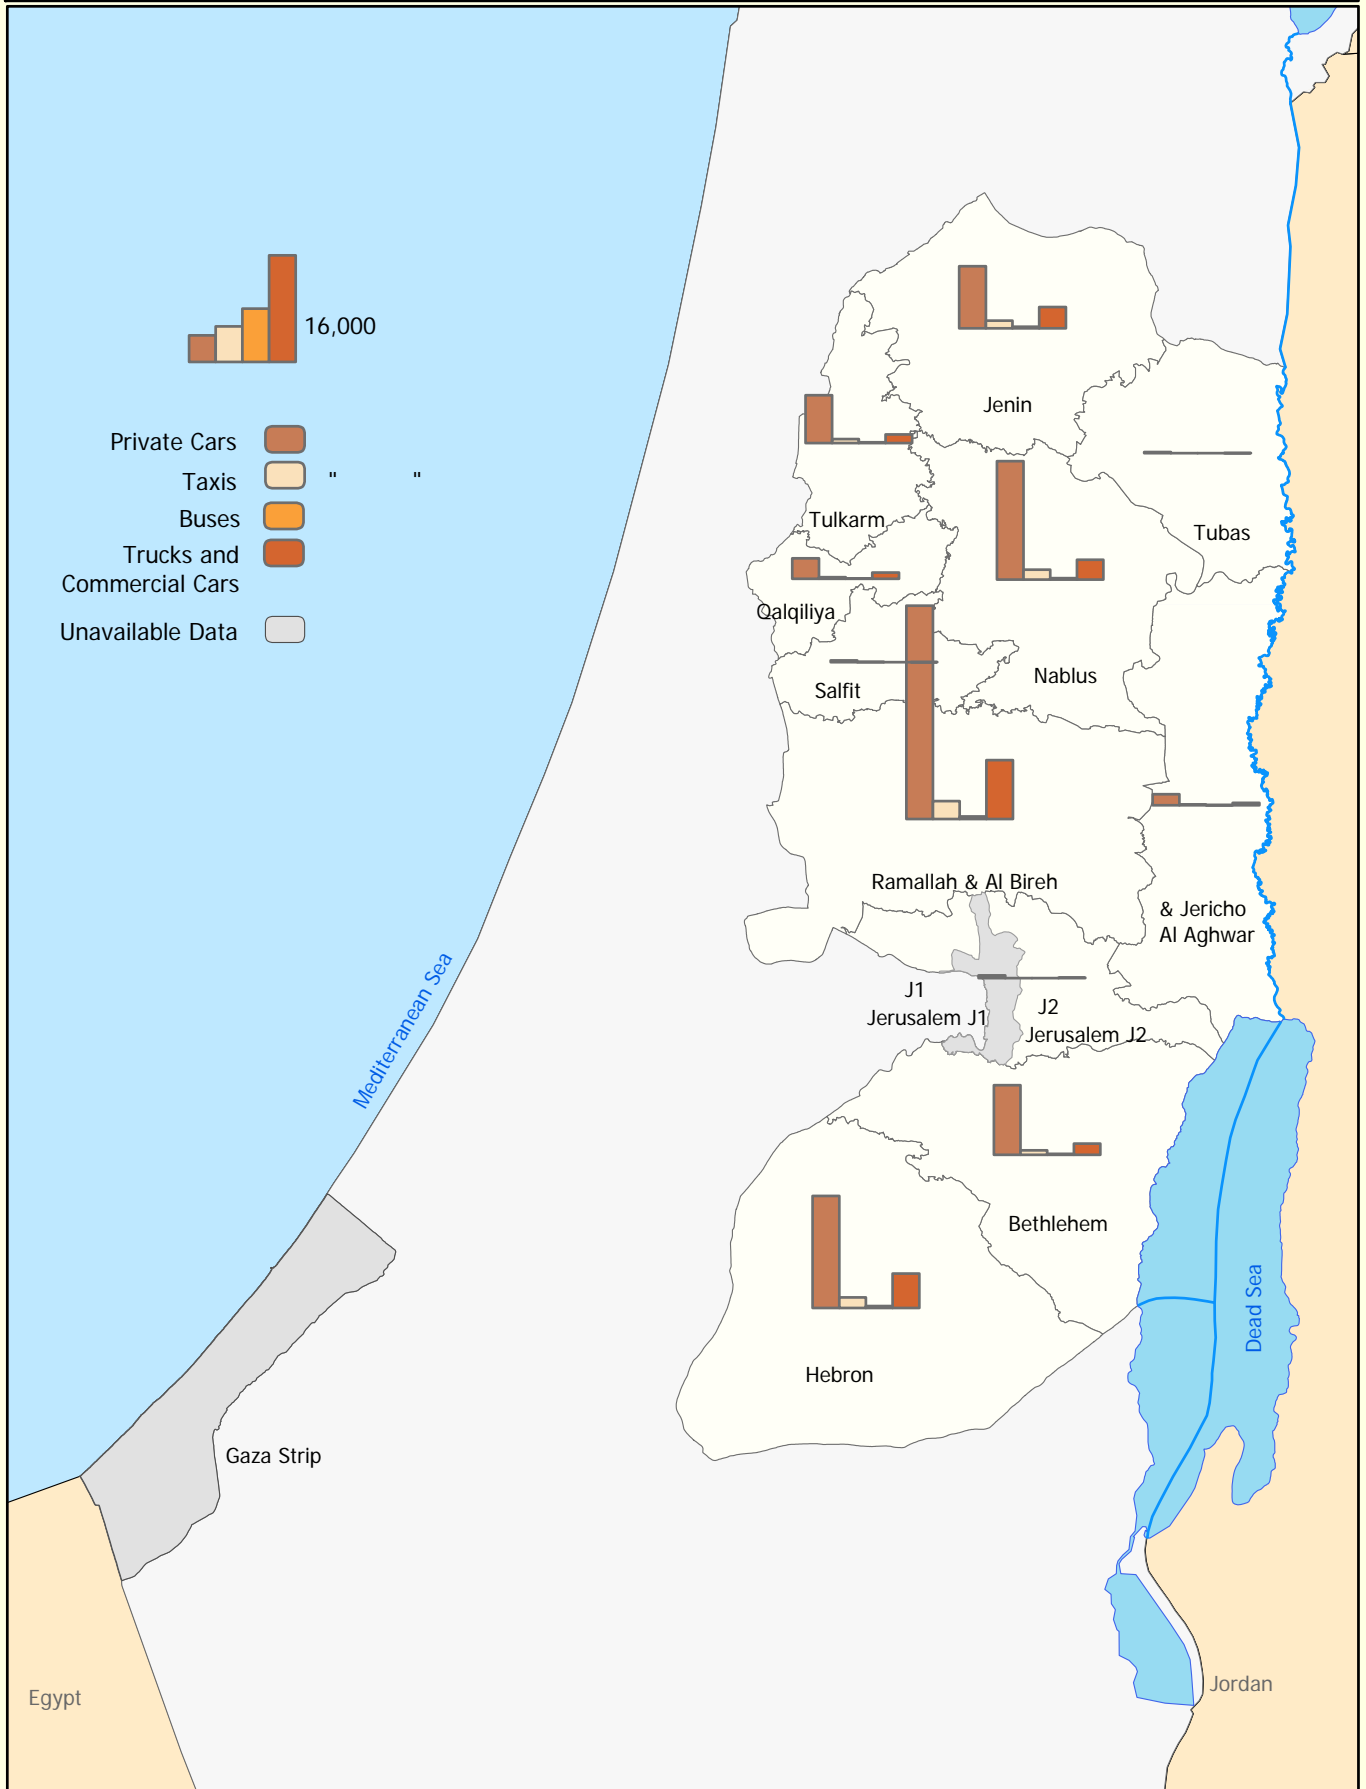 16,000
Private Cars
Taxis
" "
Buses
Trucks and
Commercial Cars
Unavailable Data
Jenin
Tulkarm
Tubas
Qalqiliya
Nablus
Salfit
Ramallah & Al Bireh
& Jericho
Al Aghwar
J1
Jerusalem J1
J2
Jerusalem J2
Mediterranean Sea
Bethlehem
Dead Sea
Hebron
Gaza Strip
Egypt
Jordan